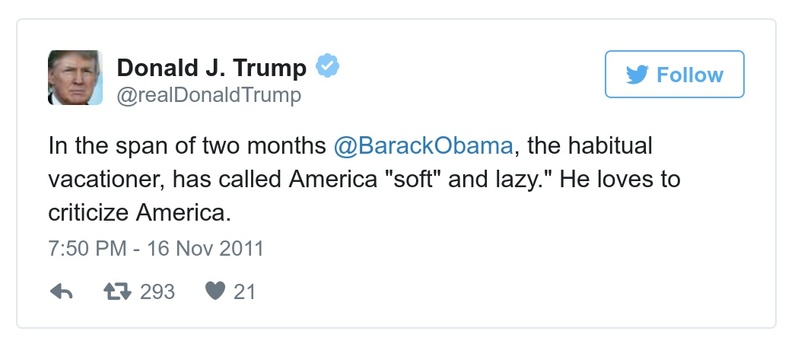 Donald J. Trump
@realDonaldTrump
Follow
In the span of two months @BarackObama, the habitual
vacationer, has called America "soft" and lazy." He loves to
criticize America.
7:50 PM - 16 Nov 2011
293 21